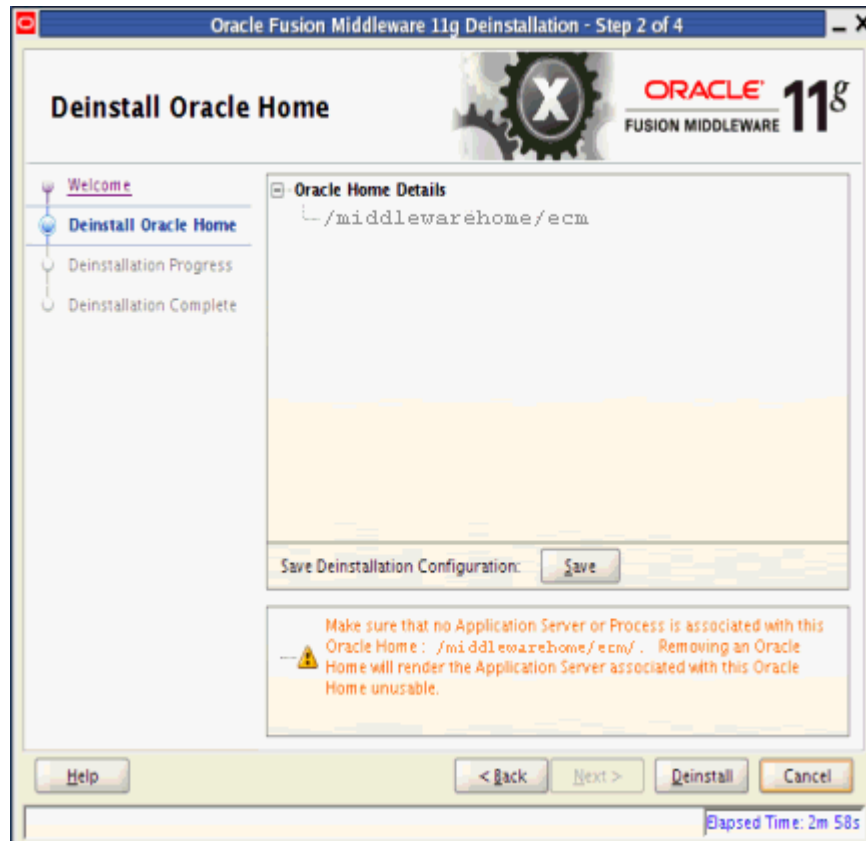 Oracle Fusion Middleware 11g Deinstallation - Step 2 of 4
Deinstall Oracle Home
ORACLE
FUSION MIDDLEWARE
11g
Welcome
Deinstall Oracle Home
Deinstallation Progress
Deinstallation Complete
Oracle Home Details
/middlewarehome/ecm
Save Deinstallation Configuration:
Save
Make sure that no Application Server or Process is associated with this
Oracle Home : /middlewarehome/ecm/. Removing an Oracle
Home will render the Application Server associated with this Oracle
Home unusable.
Help
< Back
Next >
Deinstall
Cancel
Elapsed Time: 2m 58s